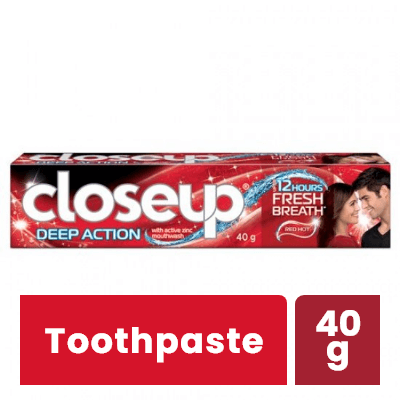 closeup®
DEEP ACTION
with active zinc
mouthwash
40 g
12 HOURS
FRESH
BREATH*
RED HOT
Toothpaste
40
g